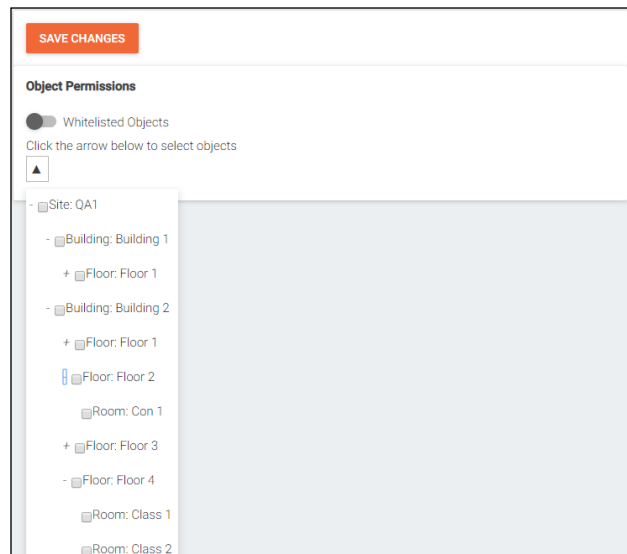 SAVE CHANGES
Object Permissions
Whitelisted Objects
Click the arrow below to select objects
▲
- Site: QA1
- Building: Building 1
+ Floor: Floor 1
- Building: Building 2
+ Floor: Floor 1
- Floor: Floor 2
Room: Con 1
+ Floor: Floor 3
- Floor: Floor 4
Room: Class 1
Room: Class 2